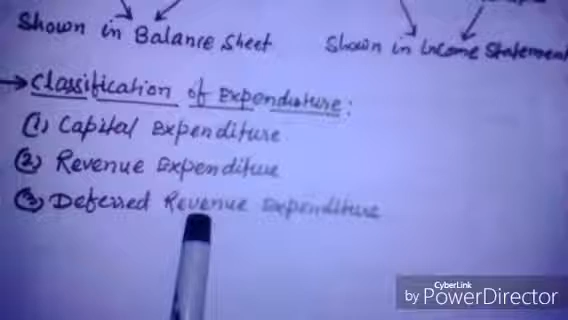 Shown in Balance Sheet
Shown in Income Statement
→ Classification of Expenditure:
(1) Capital Expenditure
(2) Revenue Expenditure
(3) Deferred Revenue Expenditure
CyberLink
by PowerDirector